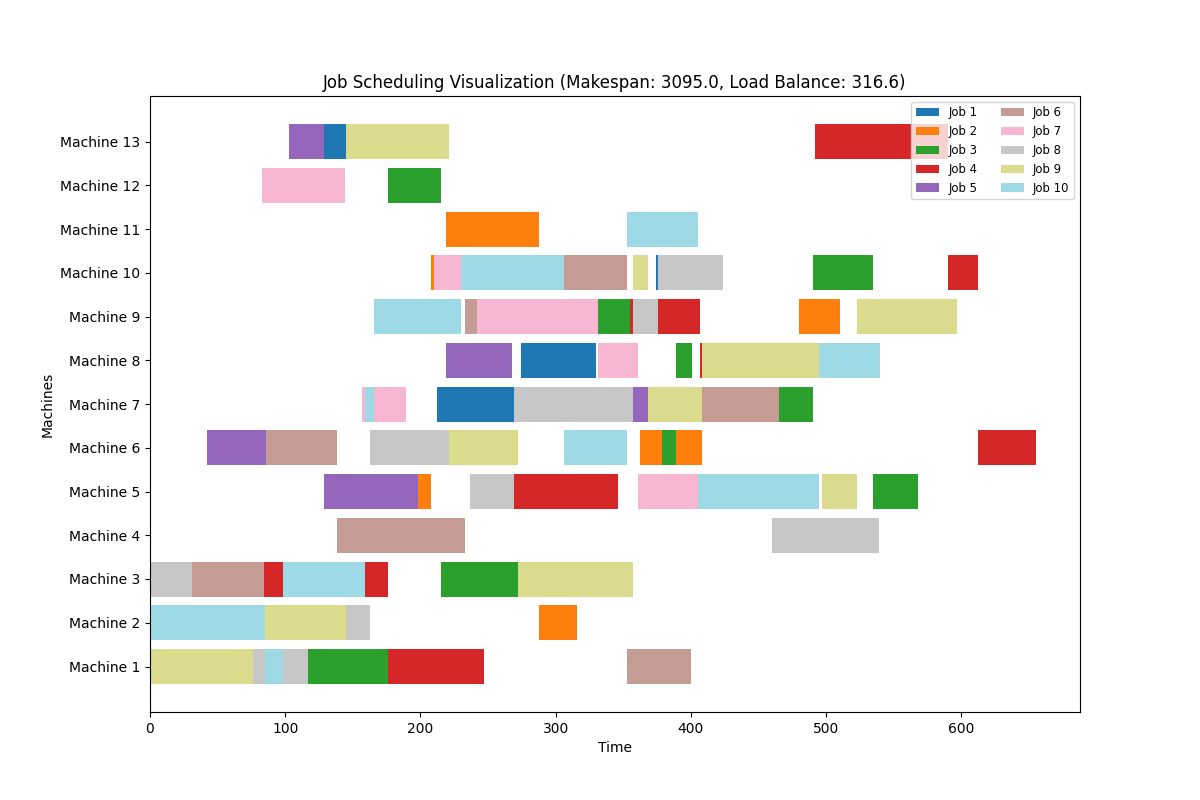 Job Scheduling Visualization (Makespan: 3095.0, Load Balance: 316.6)
Machine 13
Machine 12
Machine 11
Machine 10
Machine 9
Machine 8
Machine 7
Machine 6
Machine 5
Machine 4
Machine 3
Machine 2
Machine 1
Machines
Job 1
Job 2
Job 3
Job 4
Job 5
Job 6
Job 7
Job 8
Job 9
Job 10
0 100 200 300 400 500 600
Time